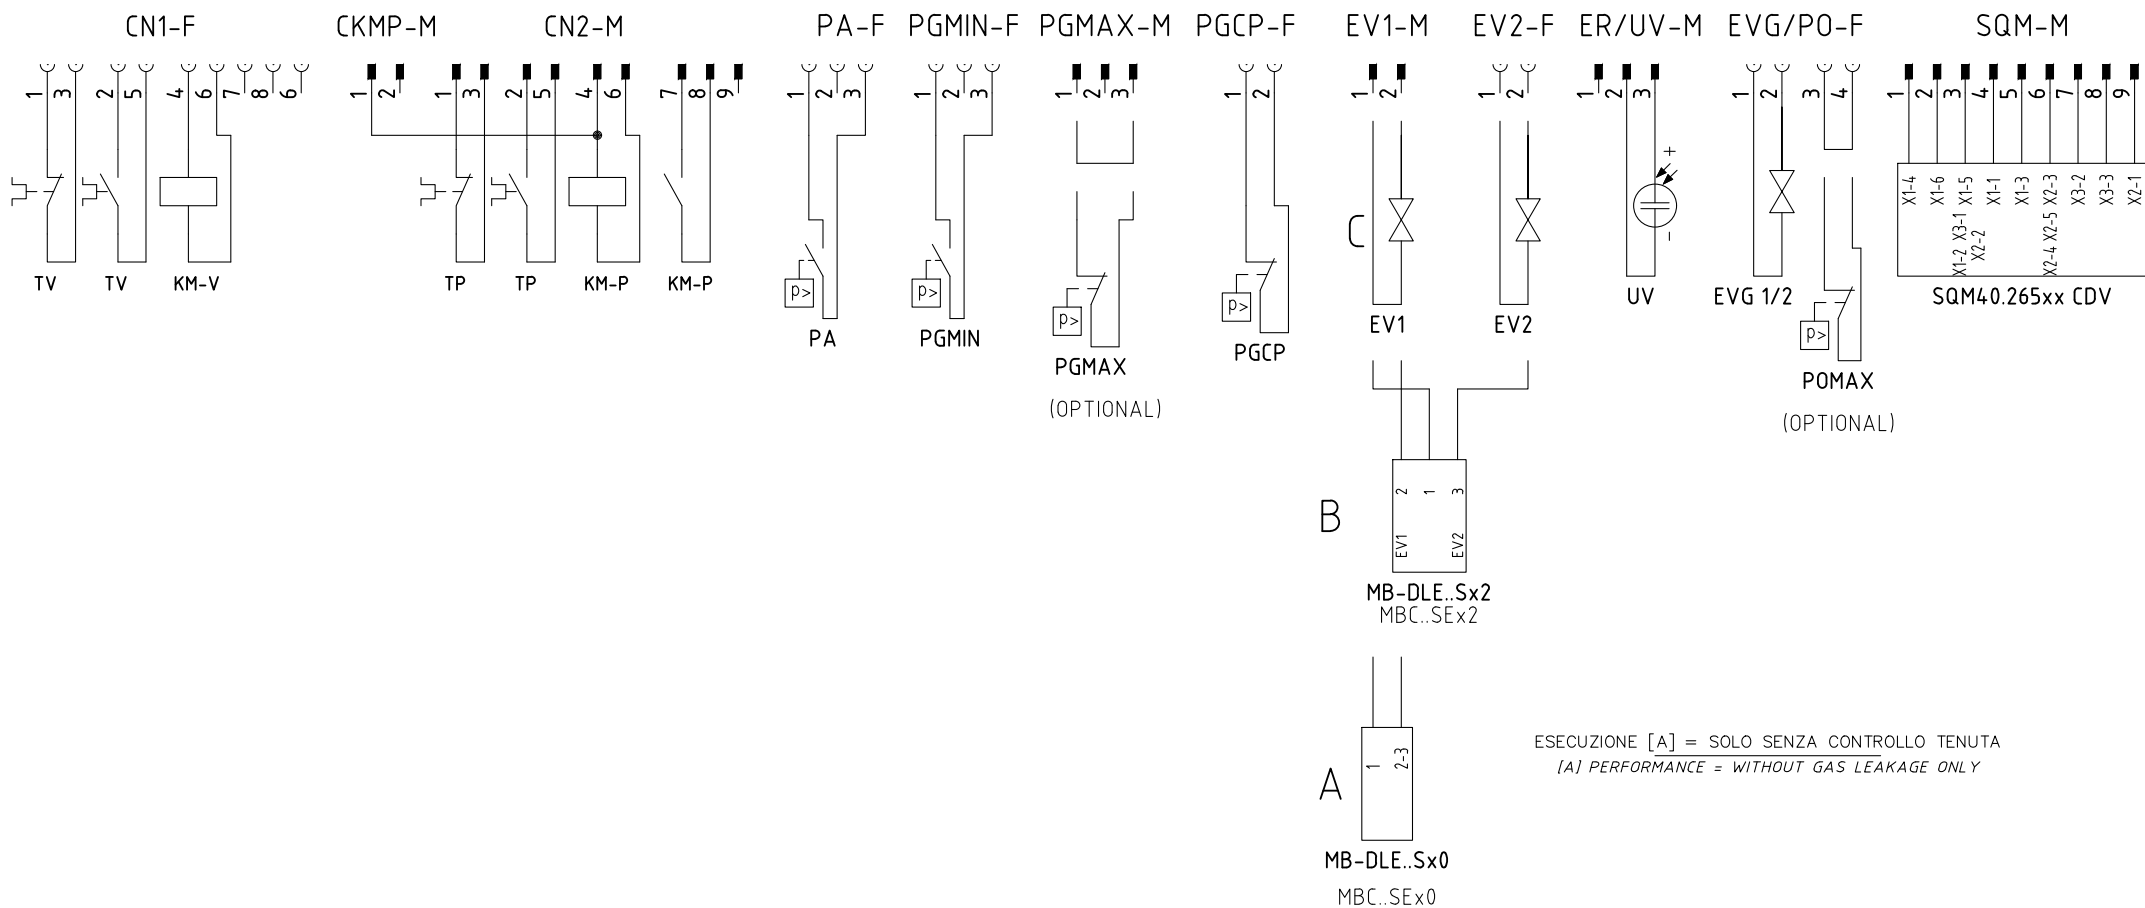 CN1-F CKMP-M CN2-M PA-F PGMIN-F PGMAX-M PGCP-F EV1-M EV2-F ER/UV-M EVG/PO-F SQM-M
1 3 2 5 4 6 7 8 6 1 2 1 3 2 5 4 6 7 8 9 1 2 3 1 2 3 1 2 3 1 2 1 2 1 2 1 2 3 1 2 3 4 1 2 3 4 5 6 7 8 9
X1-4 X1-6 X1-5 X1-1 X1-3 X2-3 X3-2 X3-3 X2-1
X1-2 X3-1 X2-2 X2-4 X2-5
+
-
C
TV TV KM-V TP TP KM-P KM-P
p> p> p> p> p>
UV EVG 1/2 SQM40.265xx CDV
PA PGMIN PGMAX PGCP EV1 EV2 POMAX
(OPTIONAL) (OPTIONAL)
B
2 1 3
EV1 EV2
MB-DLE..Sx2
MBC..SEx2
A
1 2-3
MB-DLE..Sx0
MBC..SEx0
ESECUZIONE [A] = SOLO SENZA CONTROLLO TENUTA
[A] PERFORMANCE = WITHOUT GAS LEAKAGE ONLY